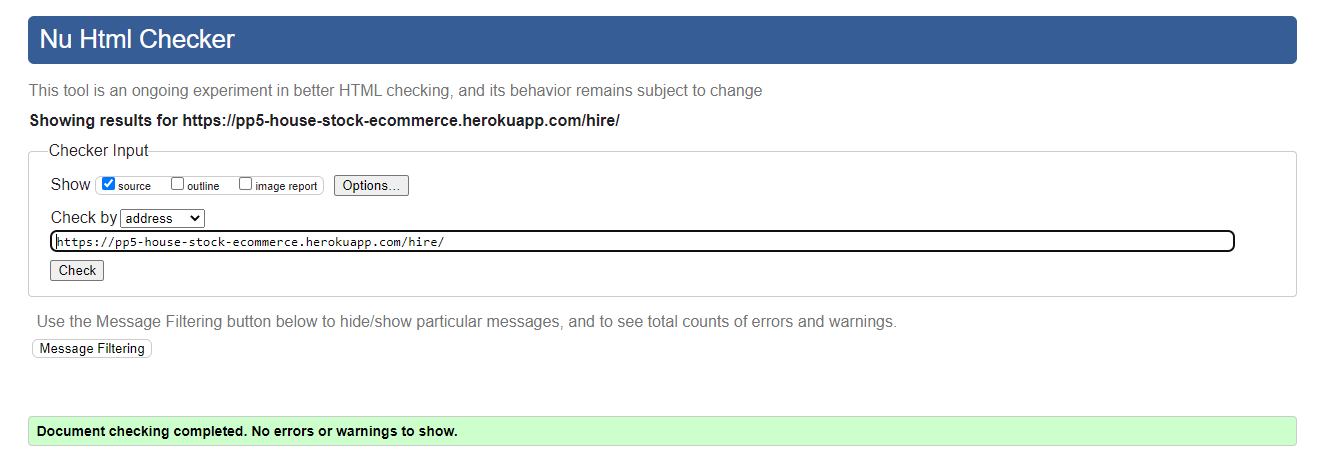 Nu Html Checker
This tool is an ongoing experiment in better HTML checking, and its behavior remains subject to change
Showing results for https://pp5-house-stock-ecommerce.herokuapp.com/hire/
Checker Input
Show source outline image report Options...
Check by address
https://pp5-house-stock-ecommerce.herokuapp.com/hire/
Check
Use the Message Filtering button below to hide/show particular messages, and to see total counts of errors and warnings.
Message Filtering
Document checking completed. No errors or warnings to show.